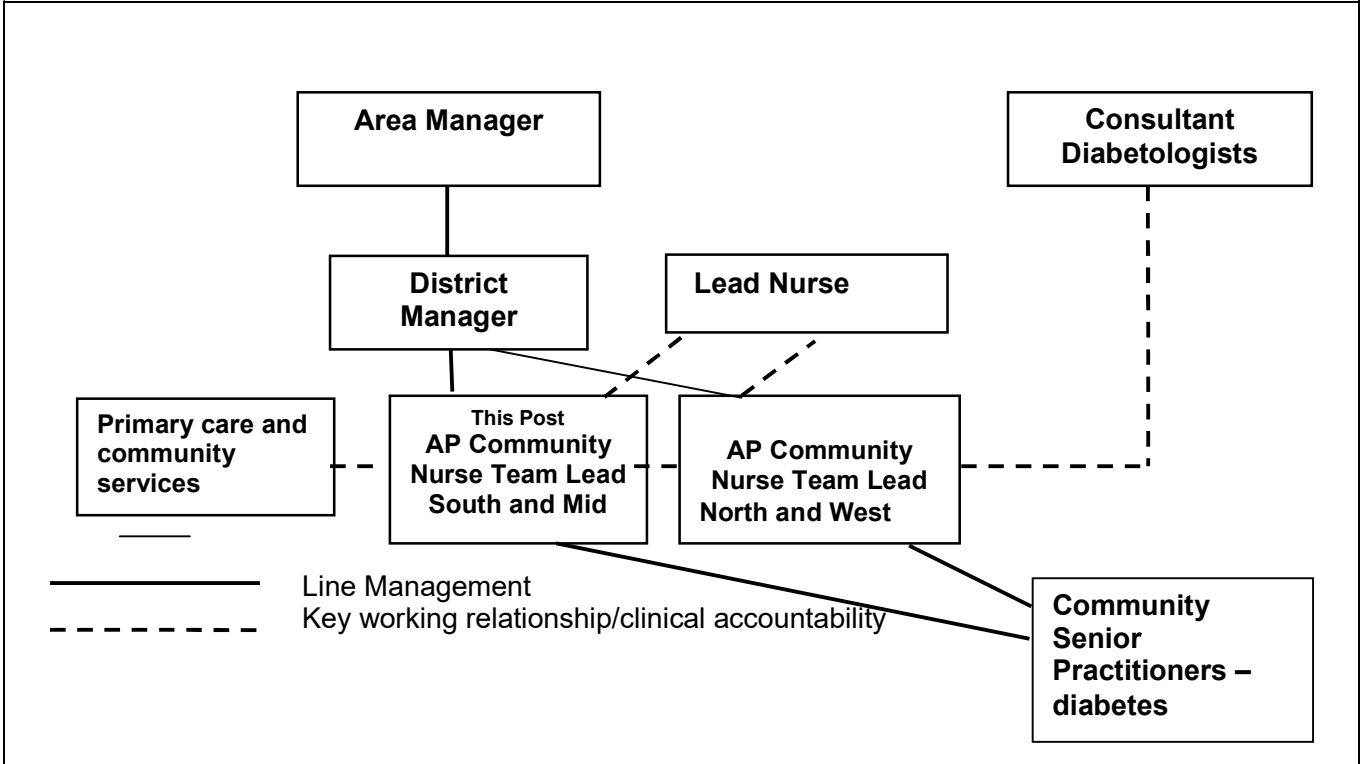 Area Manager
Consultant
Diabetologists
District
Manager
Lead Nurse
Primary care and
community
services
This Post
AP Community
Nurse Team Lead
South and Mid
AP Community
Nurse Team Lead
North and West
Line Management
Key working relationship/clinical accountability
Community
Senior
Practitioners –
diabetes